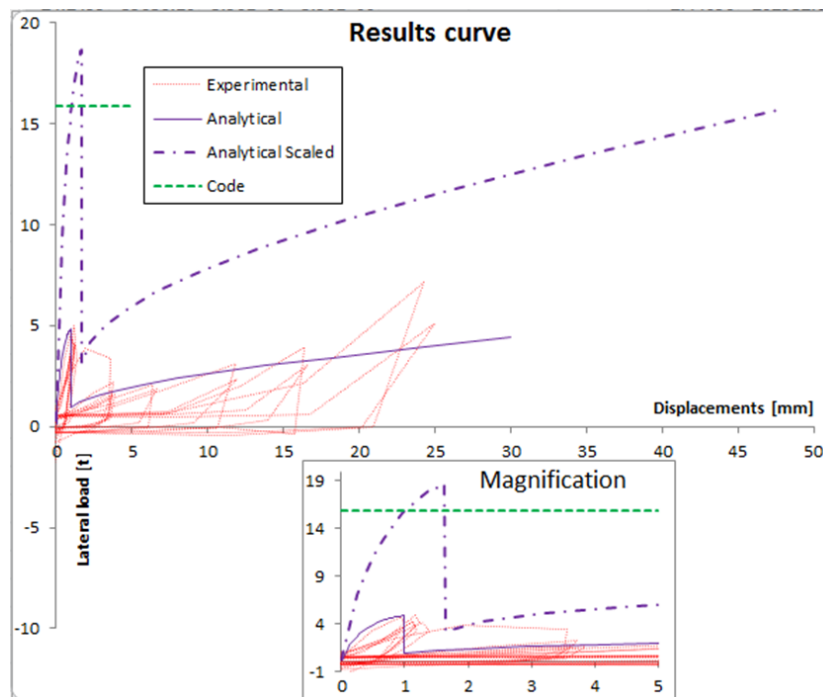 Results curve
20
15
10
5
0
-5
-10
Experimental
Analytical
Analytical Scaled
Code
Displacements [mm]
0 5 10 15 20 25 30 35 40 45 50
Lateral load [t]
Magnification
19
14
9
4
-1
0 1 2 3 4 5